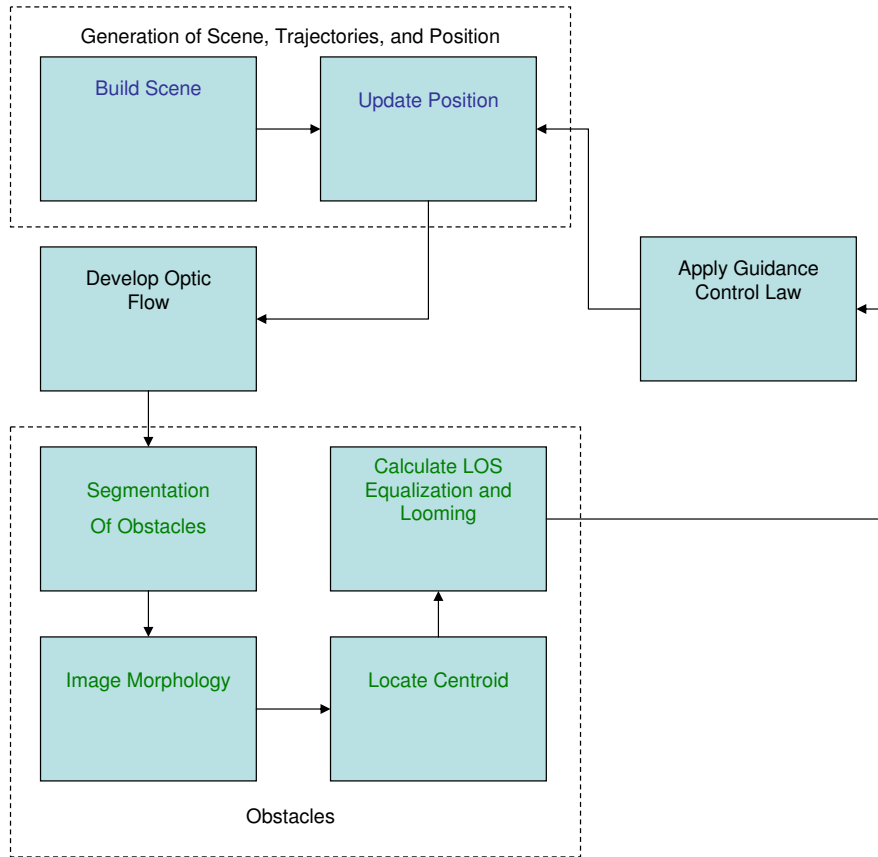 Generation of Scene, Trajectories, and Position
Build Scene
Update Position
Develop Optic
Flow
Apply Guidance
Control Law
Segmentation
Of Obstacles
Calculate LOS
Equalization and
Looming
Image Morphology
Locate Centroid
Obstacles